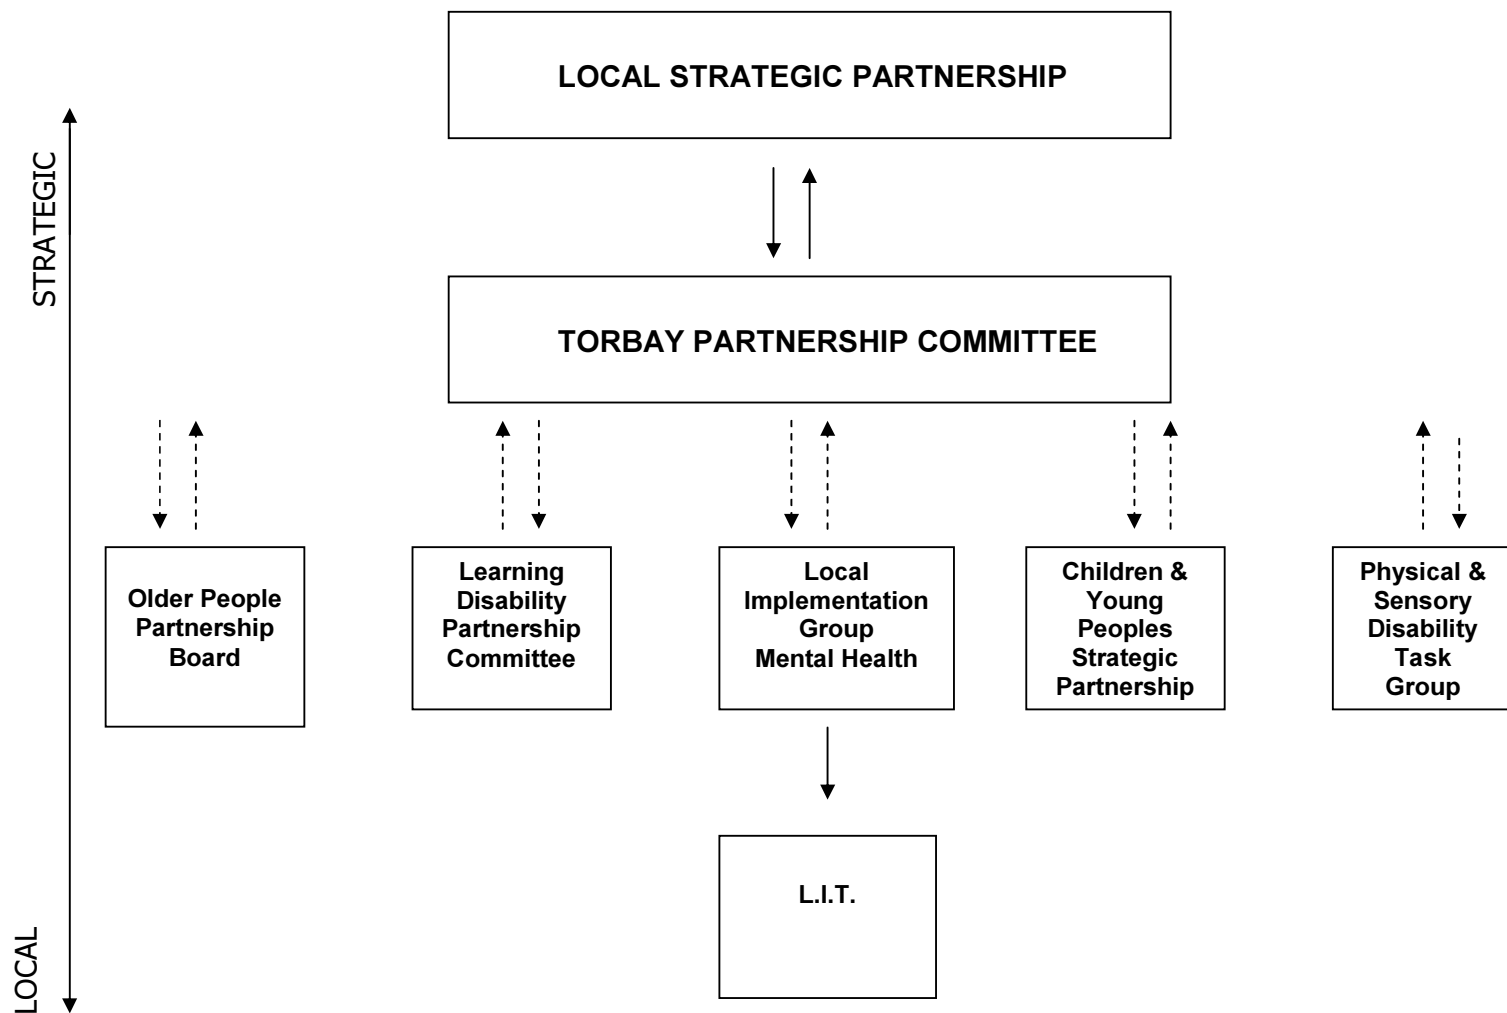 LOCAL STRATEGIC PARTNERSHIP
STRATEGIC
TORBAY PARTNERSHIP COMMITTEE
Older People
Partnership
Board
Learning
Disability
Partnership
Committee
Local
Implementation
Group
Mental Health
Children &
Young
Peoples
Strategic
Partnership
Physical &
Sensory
Disability
Task
Group
L.I.T.
LOCAL